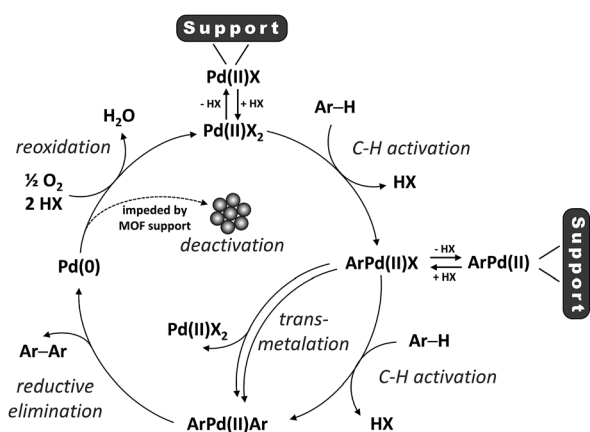 Support
Pd(II)X
- HX
+ HX
Pd(II)X₂
Ar–H
C-H activation
HX
H₂O
reoxidation
½ O₂
2 HX
impeded by
MOF support
deactivation
Pd(0)
ArPd(II)X
- HX
+ HX
ArPd(II)
Support
Pd(II)X₂
trans-
metalation
Ar–H
C-H activation
HX
Ar–Ar
reductive
elimination
ArPd(II)Ar